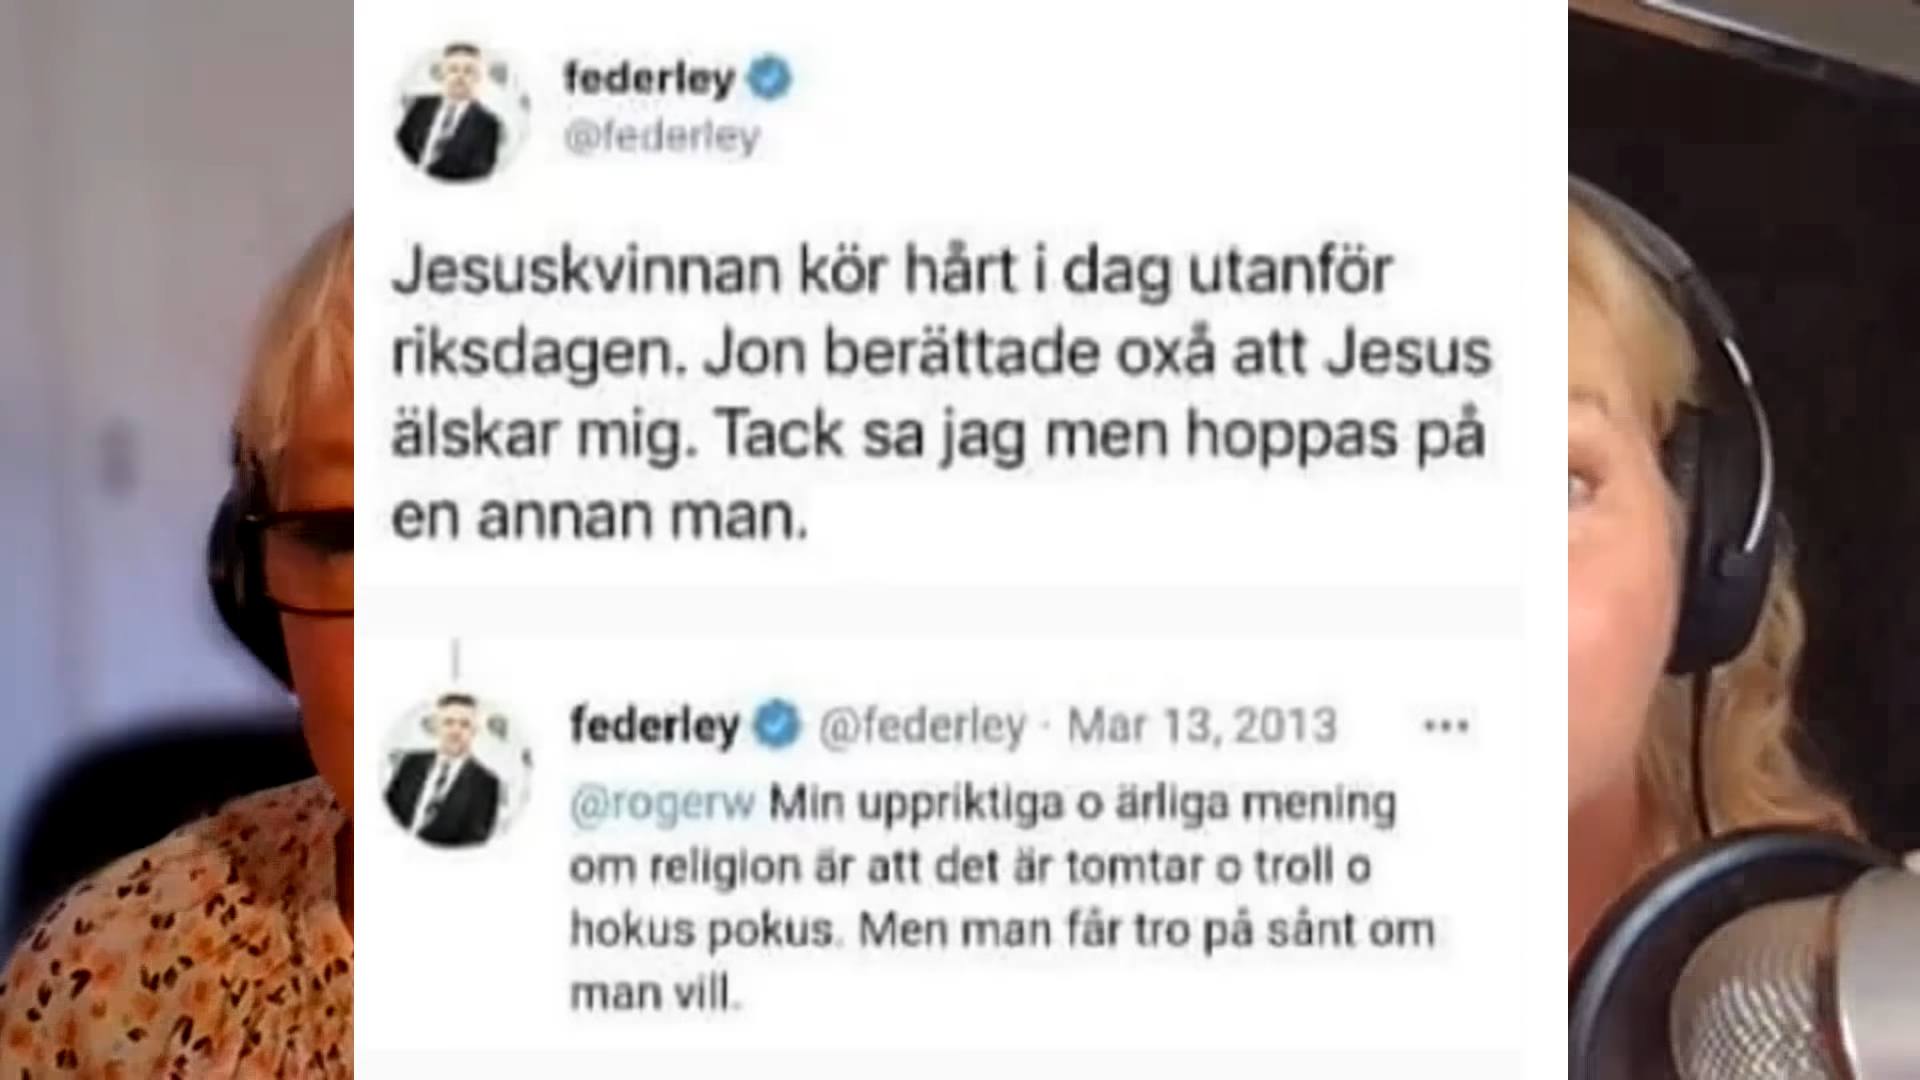 federley
@federley
Jesuskvinnan kör hårt i dag utanför
riksdagen. Jon berättade oxå att Jesus
älskar mig. Tack sa jag men hoppas på
en annan man.
federley @federley · Mar 13, 2013 ...
@rogerw Min uppriktiga o ärliga mening
om religion är att det är tomtar o troll o
hokus pokus. Men man får tro på sånt om
man vill.